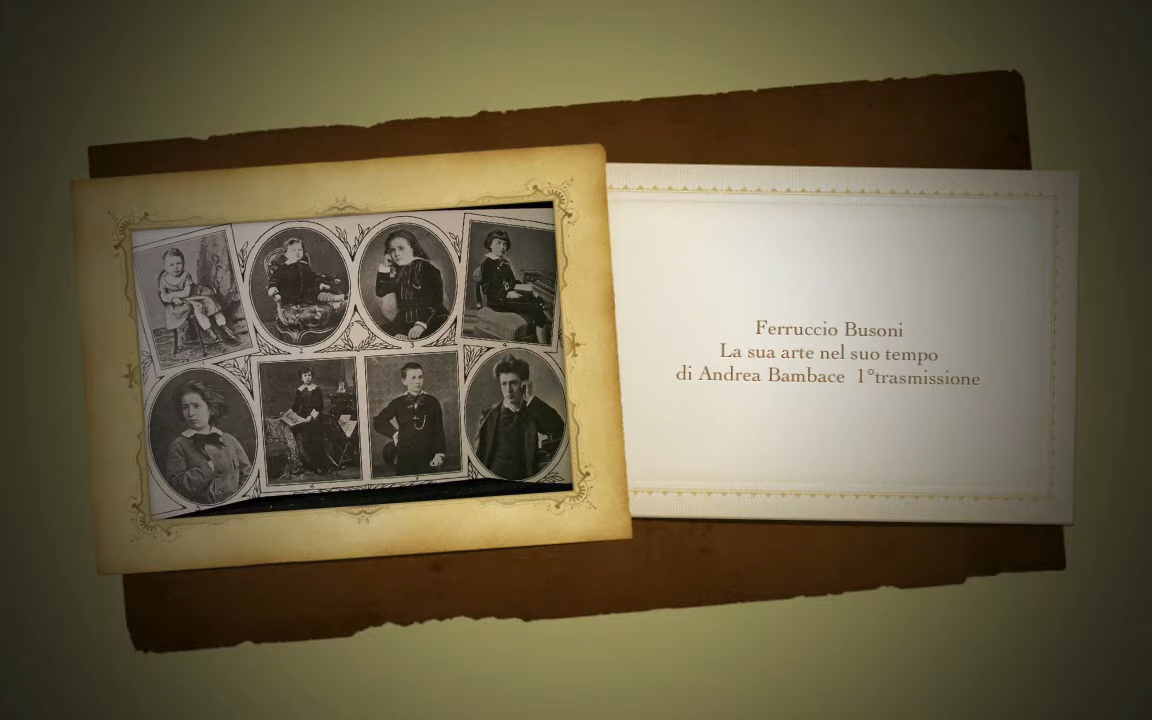 Ferruccio Busoni
La sua arte nel suo tempo
di Andrea Bambace 1°trasmissione